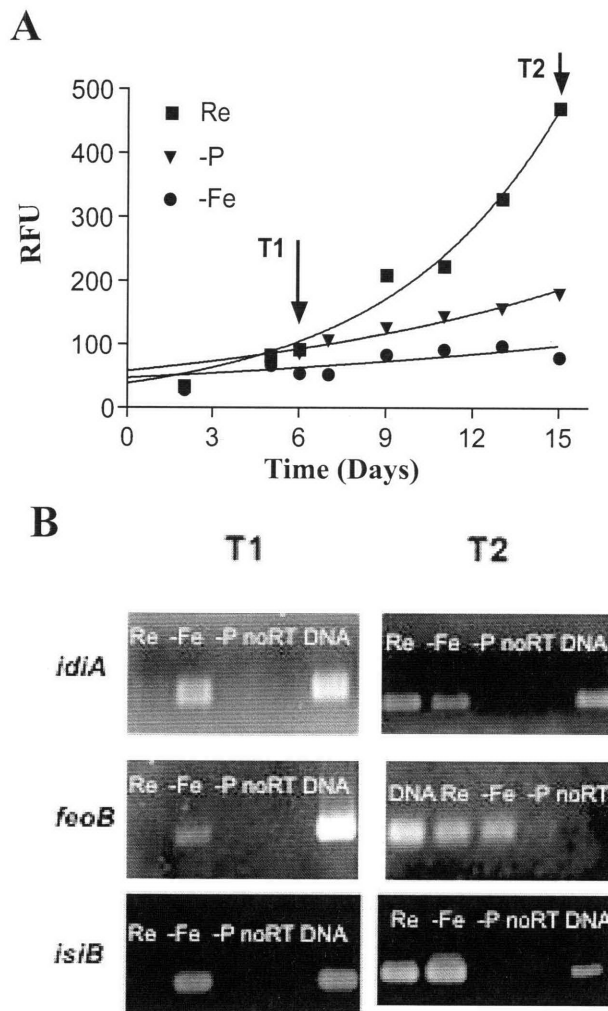 A
500
400
300
200
100
0
RFU
Re
-P
-Fe
T1
T2
0 3 6 9 12 15
Time (Days)
B
T1 T2
idiA
Re -Fe -P noRT DNA
Re -Fe -P noRT DNA
feoB
Re -Fe -P noRT DNA
DNA Re -Fe -P noRT
isiB
Re -Fe -P noRT DNA
Re -Fe -P noRT DNA